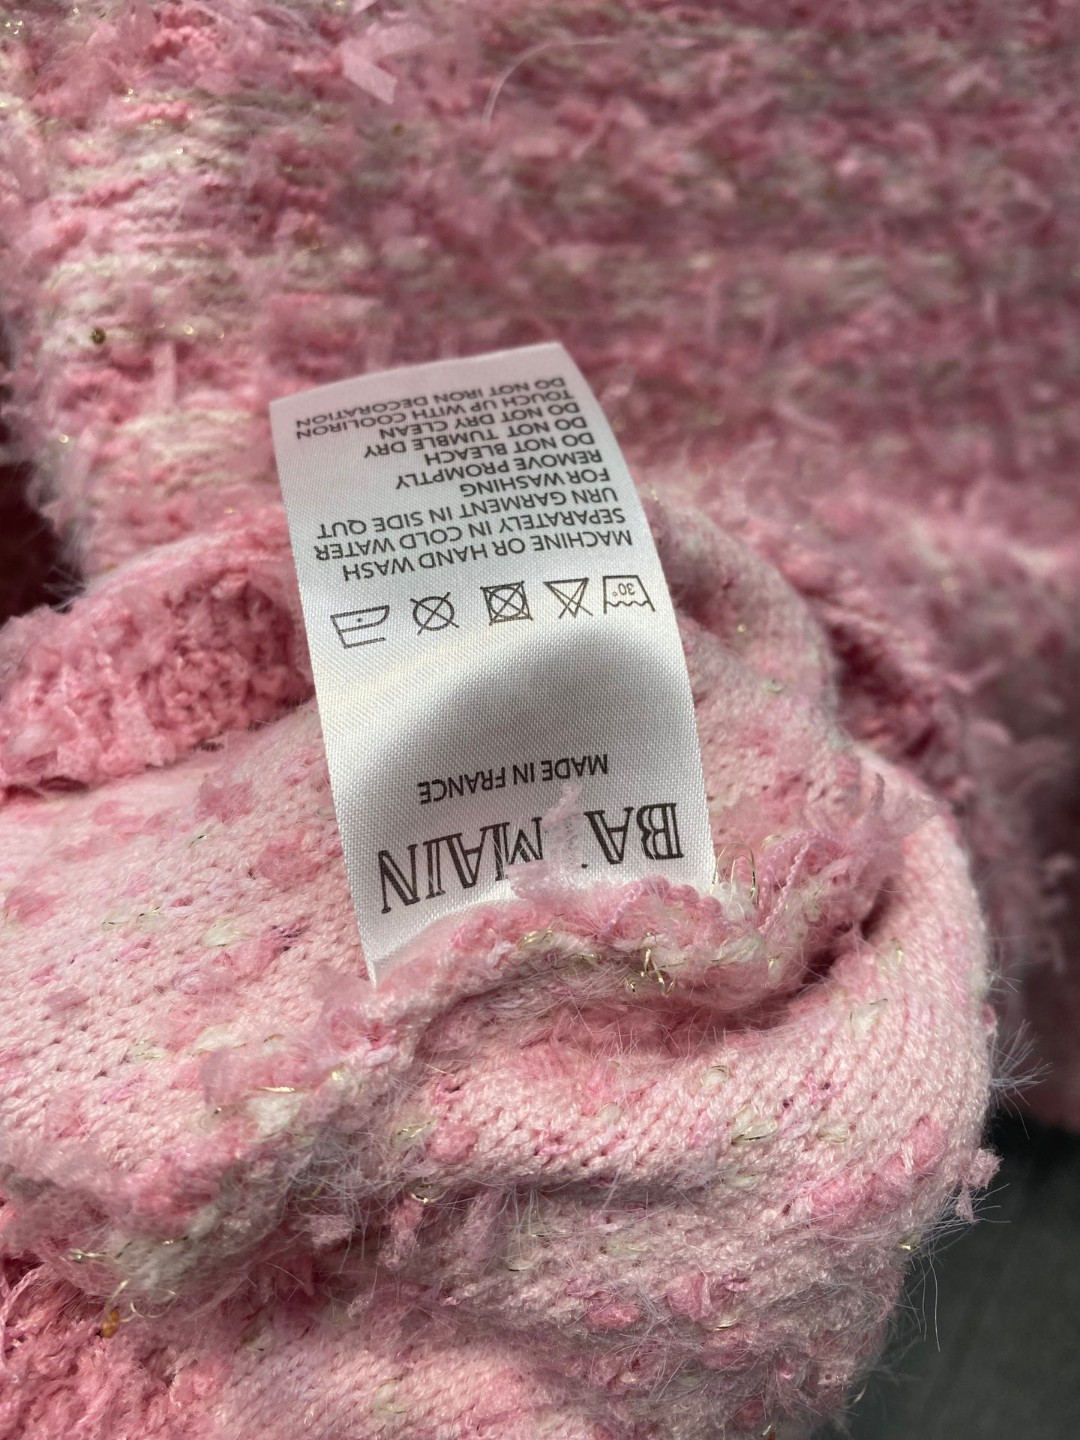 BA MAIN
MADE IN FRANCE
30°
MACHINE OR HAND WASH
SEPARATELY IN COLD WATER
URN GARMENT IN SIDE QUT
FOR WASHING
REMOVE PROMPTLY
DO NOT BLEACH
DO NOT TUMBLE DRY
DO NOT DRY CLEAN
TOUCH UP WITH COOLIRON
DO NOT IRON DECORATION